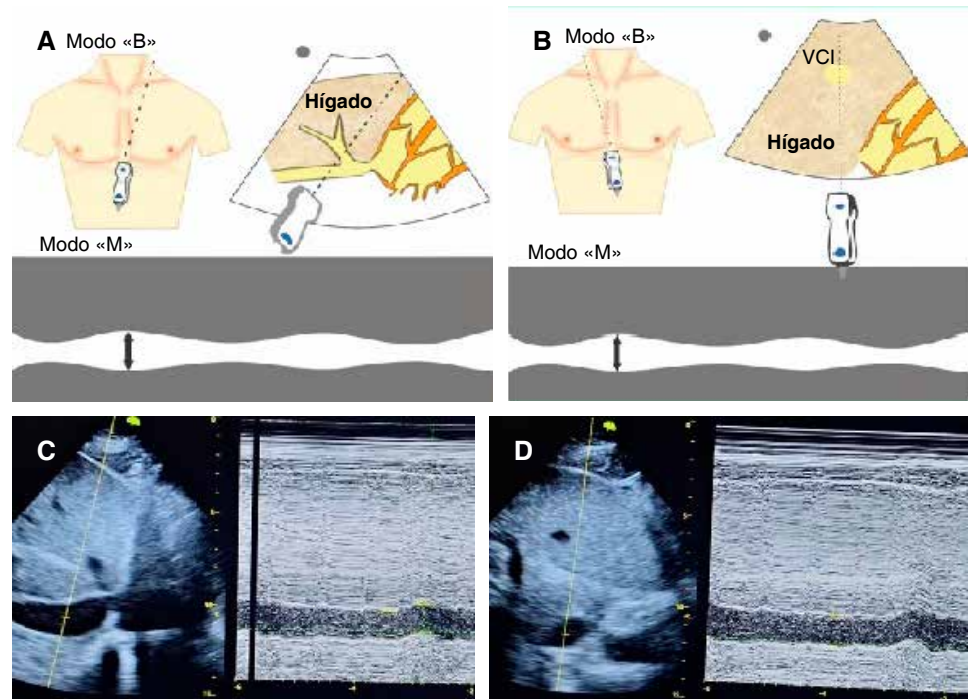 A
Modo «B»
Hígado
Modo «M»
B
Modo «B»
VCI
Hígado
Modo «M»
C
D